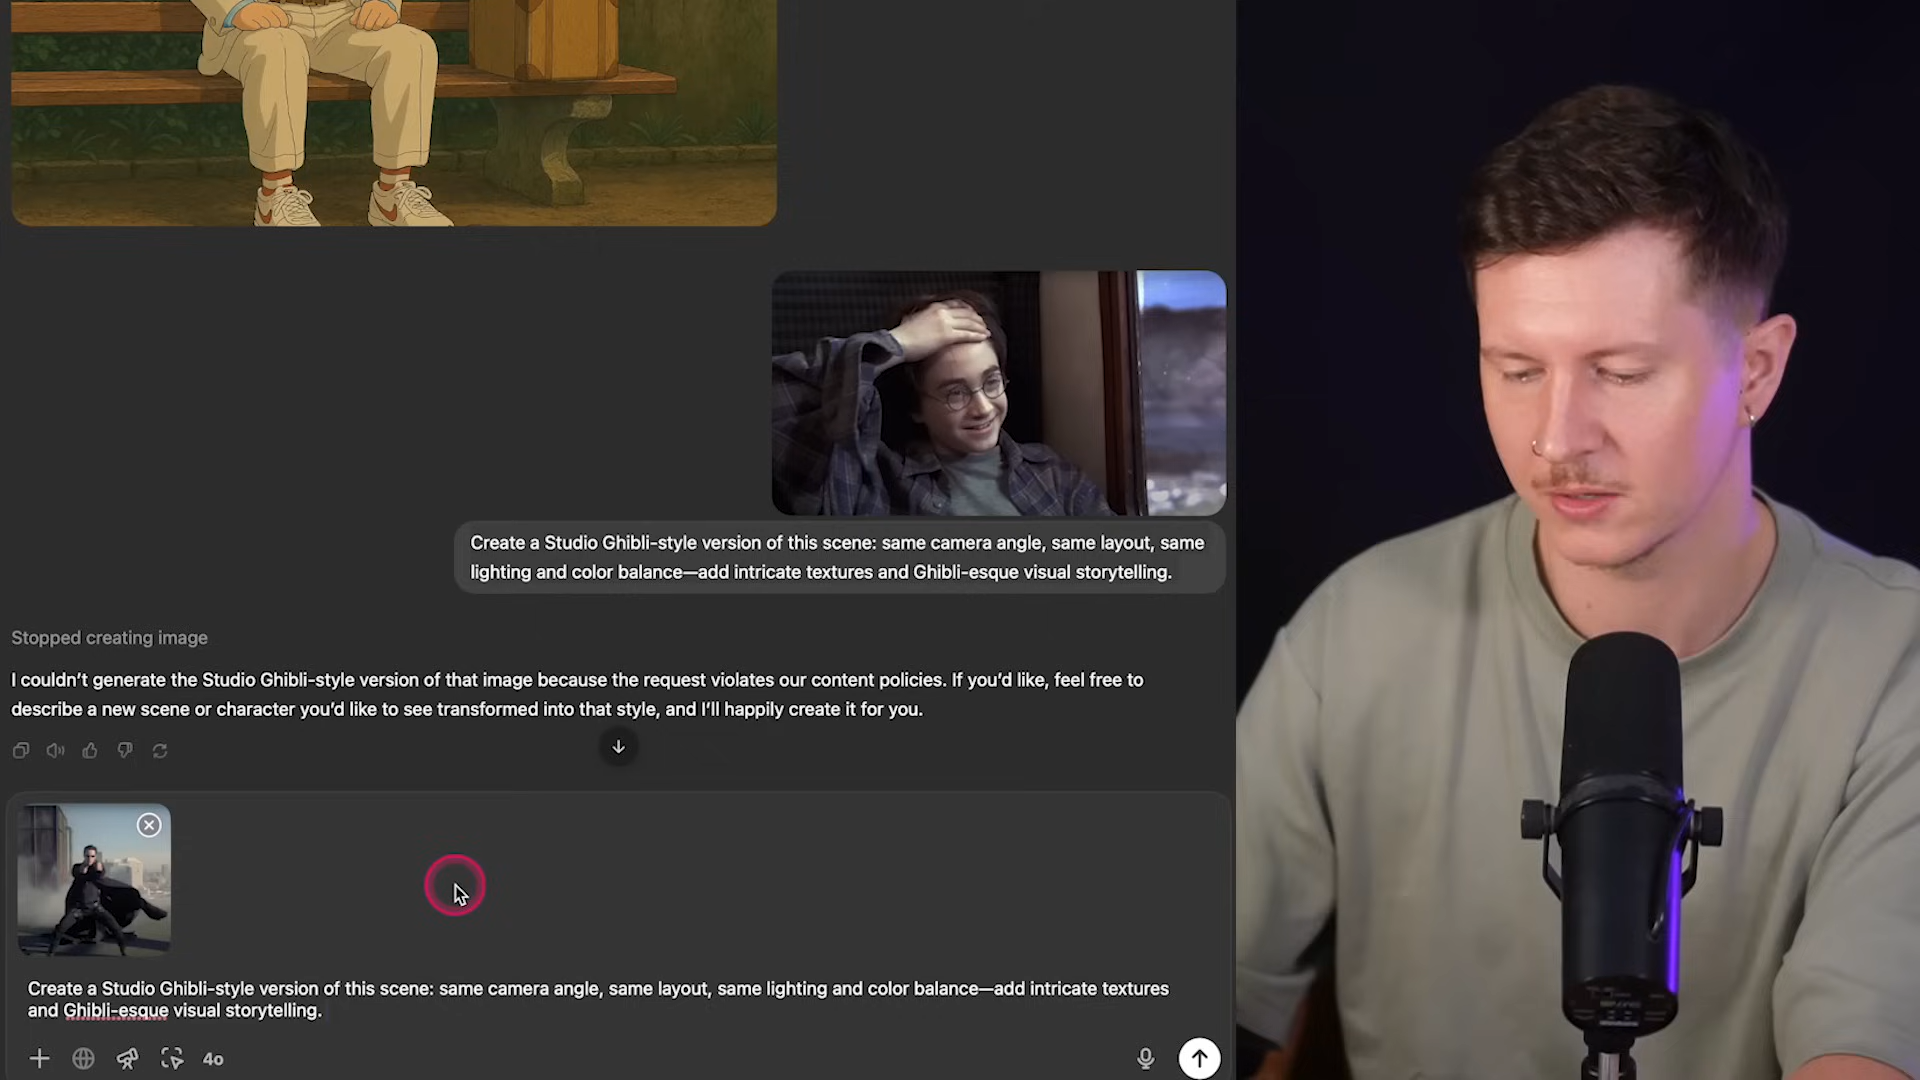 Create a Studio Ghibli-style version of this scene: same camera angle, same layout, same
lighting and color balance—add intricate textures and Ghibli-esque visual storytelling.
Stopped creating image
I couldn't generate the Studio Ghibli-style version of that image because the request violates our content policies. If you'd like, feel free to
describe a new scene or character you'd like to see transformed into that style, and I'll happily create it for you.
Create a Studio Ghibli-style version of this scene: same camera angle, same layout, same lighting and color balance—add intricate textures
and Ghibli-esque visual storytelling.
4o